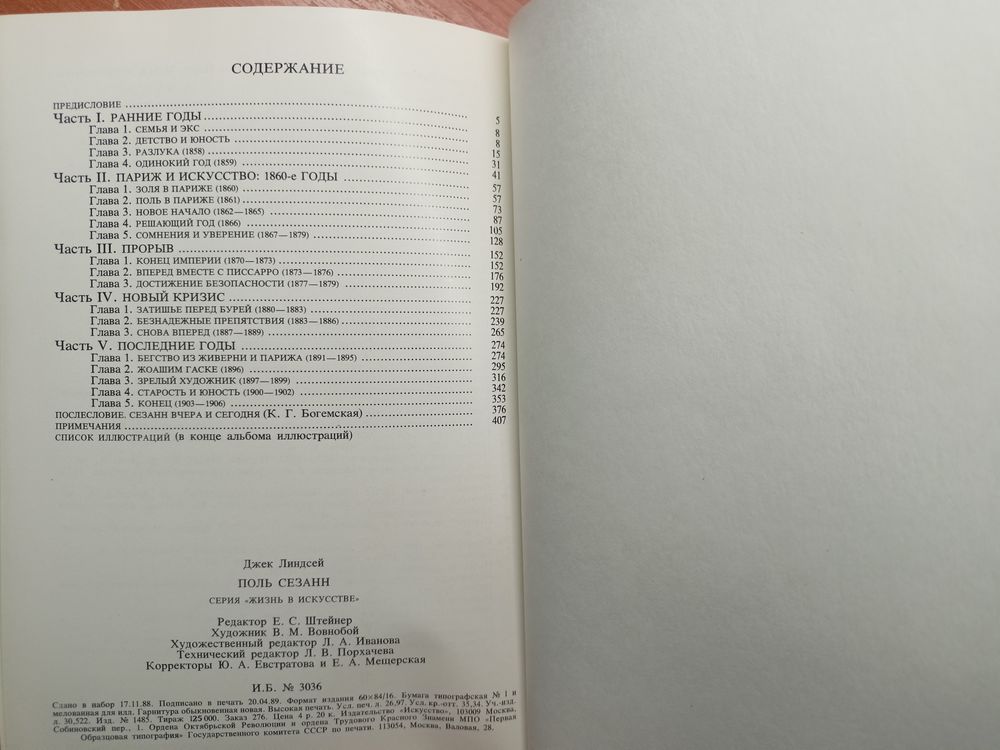 СОДЕРЖАНИЕ
ПРЕДИСЛОВИЕ 5
Часть I. РАННИЕ ГОДЫ 8
Глава 1. СЕМЬЯ И ЭКС 8
Глава 2. ДЕТСТВО И ЮНОСТЬ 15
Глава 3. РАЗЛУКА (1858) 31
Глава 4. ОДИНОКИЙ ГОД (1859) 41
Часть II. ПАРИЖ И ИСКУССТВО: 1860-е ГОДЫ 57
Глава 1. ЗОЛЯ В ПАРИЖЕ (1860) 57
Глава 2. ПОЛЬ В ПАРИЖЕ (1861) 73
Глава 3. НОВОЕ НАЧАЛО (1862—1865) 87
Глава 4. РЕШАЮЩИЙ ГОД (1866) 105
Глава 5. СОМНЕНИЯ И УВЕРЕНИЕ (1867—1879) 128
Часть III. ПРОРЫВ 152
Глава 1. КОНЕЦ ИМПЕРИИ (1870—1873) 152
Глава 2. ВПЕРЕД ВМЕСТЕ С ПИССАРРО (1873—1876) 176
Глава 3. ДОСТИЖЕНИЕ БЕЗОПАСНОСТИ (1877—1879) 192
Часть IV. НОВЫЙ КРИЗИС 227
Глава 1. ЗАТИШЬЕ ПЕРЕД БУРЕЙ (1880—1883) 227
Глава 2. БЕЗНАДЕЖНЫЕ ПРЕПЯТСТВИЯ (1883—1886) 239
Глава 3. СНОВА ВПЕРЕД (1887—1889) 265
Часть V. ПОСЛЕДНИЕ ГОДЫ 274
Глава 1. БЕГСТВО ИЗ ЖИВЕРНИ И ПАРИЖА (1891—1895) 274
Глава 2. ЖОАШИМ ГАСКЕ (1896) 295
Глава 3. ЗРЕЛЫЙ ХУДОЖНИК (1897—1899) 316
Глава 4. СТАРОСТЬ И ЮНОСТЬ (1900—1902) 342
Глава 5. КОНЕЦ (1903—1906) 353
ПОСЛЕСЛОВИЕ. СЕЗАНН ВЧЕРА И СЕГОДНЯ (К. Г. Богемская) 376
ПРИМЕЧАНИЯ 407
СПИСОК ИЛЛЮСТРАЦИЙ (в конце альбома иллюстраций)
Джек Линдсей
ПОЛЬ СЕЗАНН
СЕРИЯ «ЖИЗНЬ В ИСКУССТВЕ»
Редактор Е. С. Штейнер
Художник В. М. Вовнобой
Художественный редактор Л. А. Иванова
Технический редактор Л. В. Порхачева
Корректоры Ю. А. Евстратова и Е. А. Мещерская
И.Б. № 3036
Сдано в набор 17.11.88. Подписано в печать 20.04.89. Формат издания 60×84/16. Бумага типографская № 1 и
мелованная для илл. Гарнитура обыкновенная новая. Высокая печать. Усл. печ. л. 26,97. Усл. кр.-отт. 35,34. Уч.-изд.
л. 30,522. Изд. № 1485. Тираж 125 000. Заказ 276. Цена 4 р. 20 к. Издательство «Искусство», 103009 Москва,
Собиновский пер., 1. Ордена Октябрьской Революции и ордена Трудового Красного Знамени МПО «Первая
Образцовая типография» Государственного комитета СССР по печати. 113054, Москва, Валовая, 28.